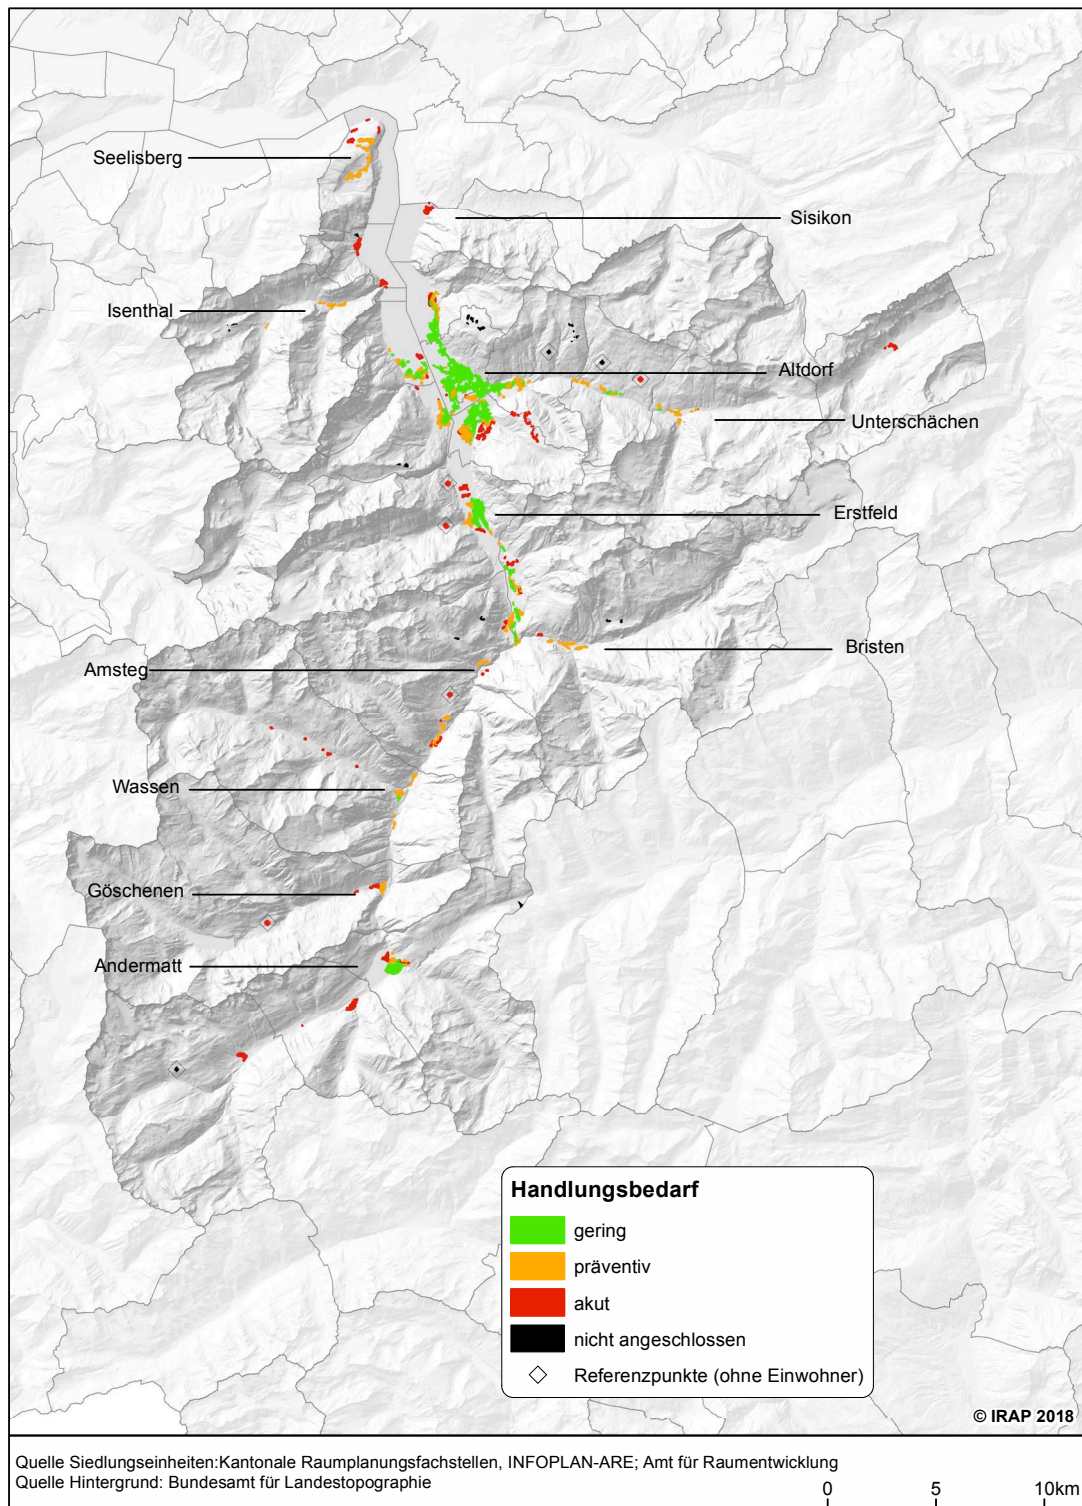 Seelisberg
Sisikon
Isenthal
Altdorf
Unterschächen
Erstfeld
Bristen
Amsteg
Wassen
Göschenen
Andermatt
Handlungsbedarf
gering
präventiv
akut
nicht angeschlossen
Referenzpunkte (ohne Einwohner)
© IRAP 2018
Quelle Siedlungseinheiten:Kantonale Raumplanungsfachstellen, INFOPLAN-ARE; Amt für Raumentwicklung
Quelle Hintergrund: Bundesamt für Landestopographie
0 5 10km